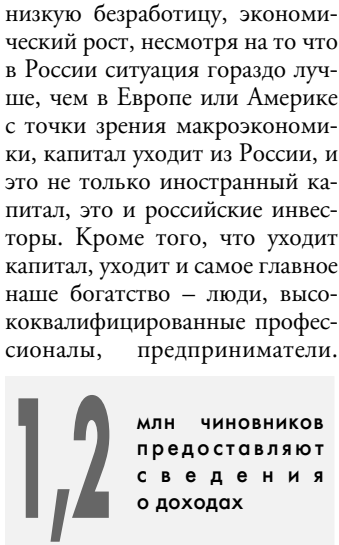 низкую безработицу, экономи-
ческий рост, несмотря на то что
в России ситуация гораздо луч-
ше, чем в Европе или Америке
с точки зрения макроэкономи-
ки, капитал уходит из России, и
это не только иностранный ка-
питал, это и российские инвес-
торы. Кроме того, что уходит
капитал, уходит и самое главное
наше богатство – люди, высо-
коквалифицированные профес-
сионалы, предприниматели.
1,2
млн чиновников
предоставляют
сведения
о доходах